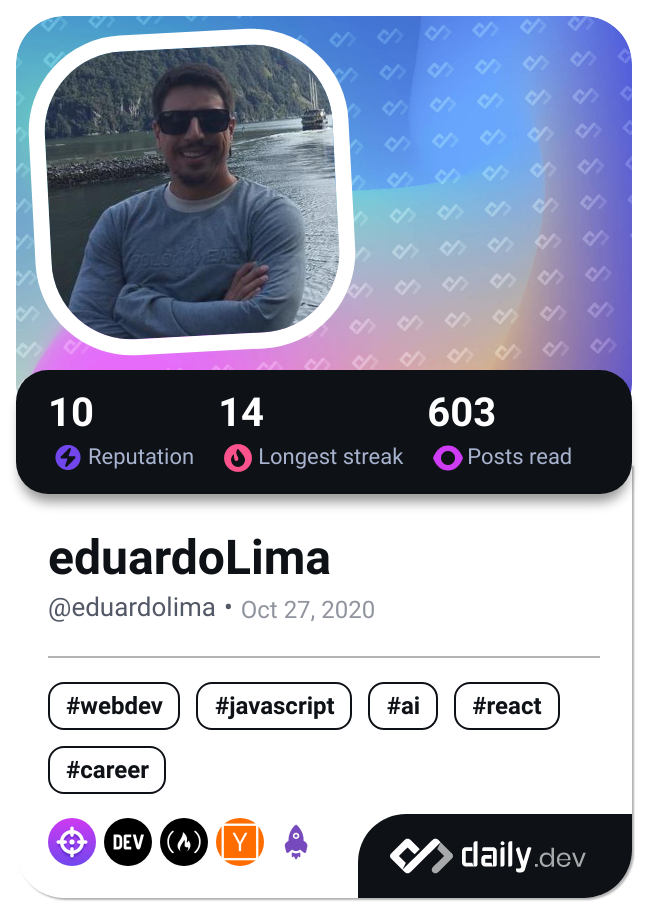 10 14 603
Reputation Longest streak Posts read
eduardoLima
@eduardolima • Oct 27, 2020
#webdev #javascript #ai #react
#career
DEV Y daily.dev